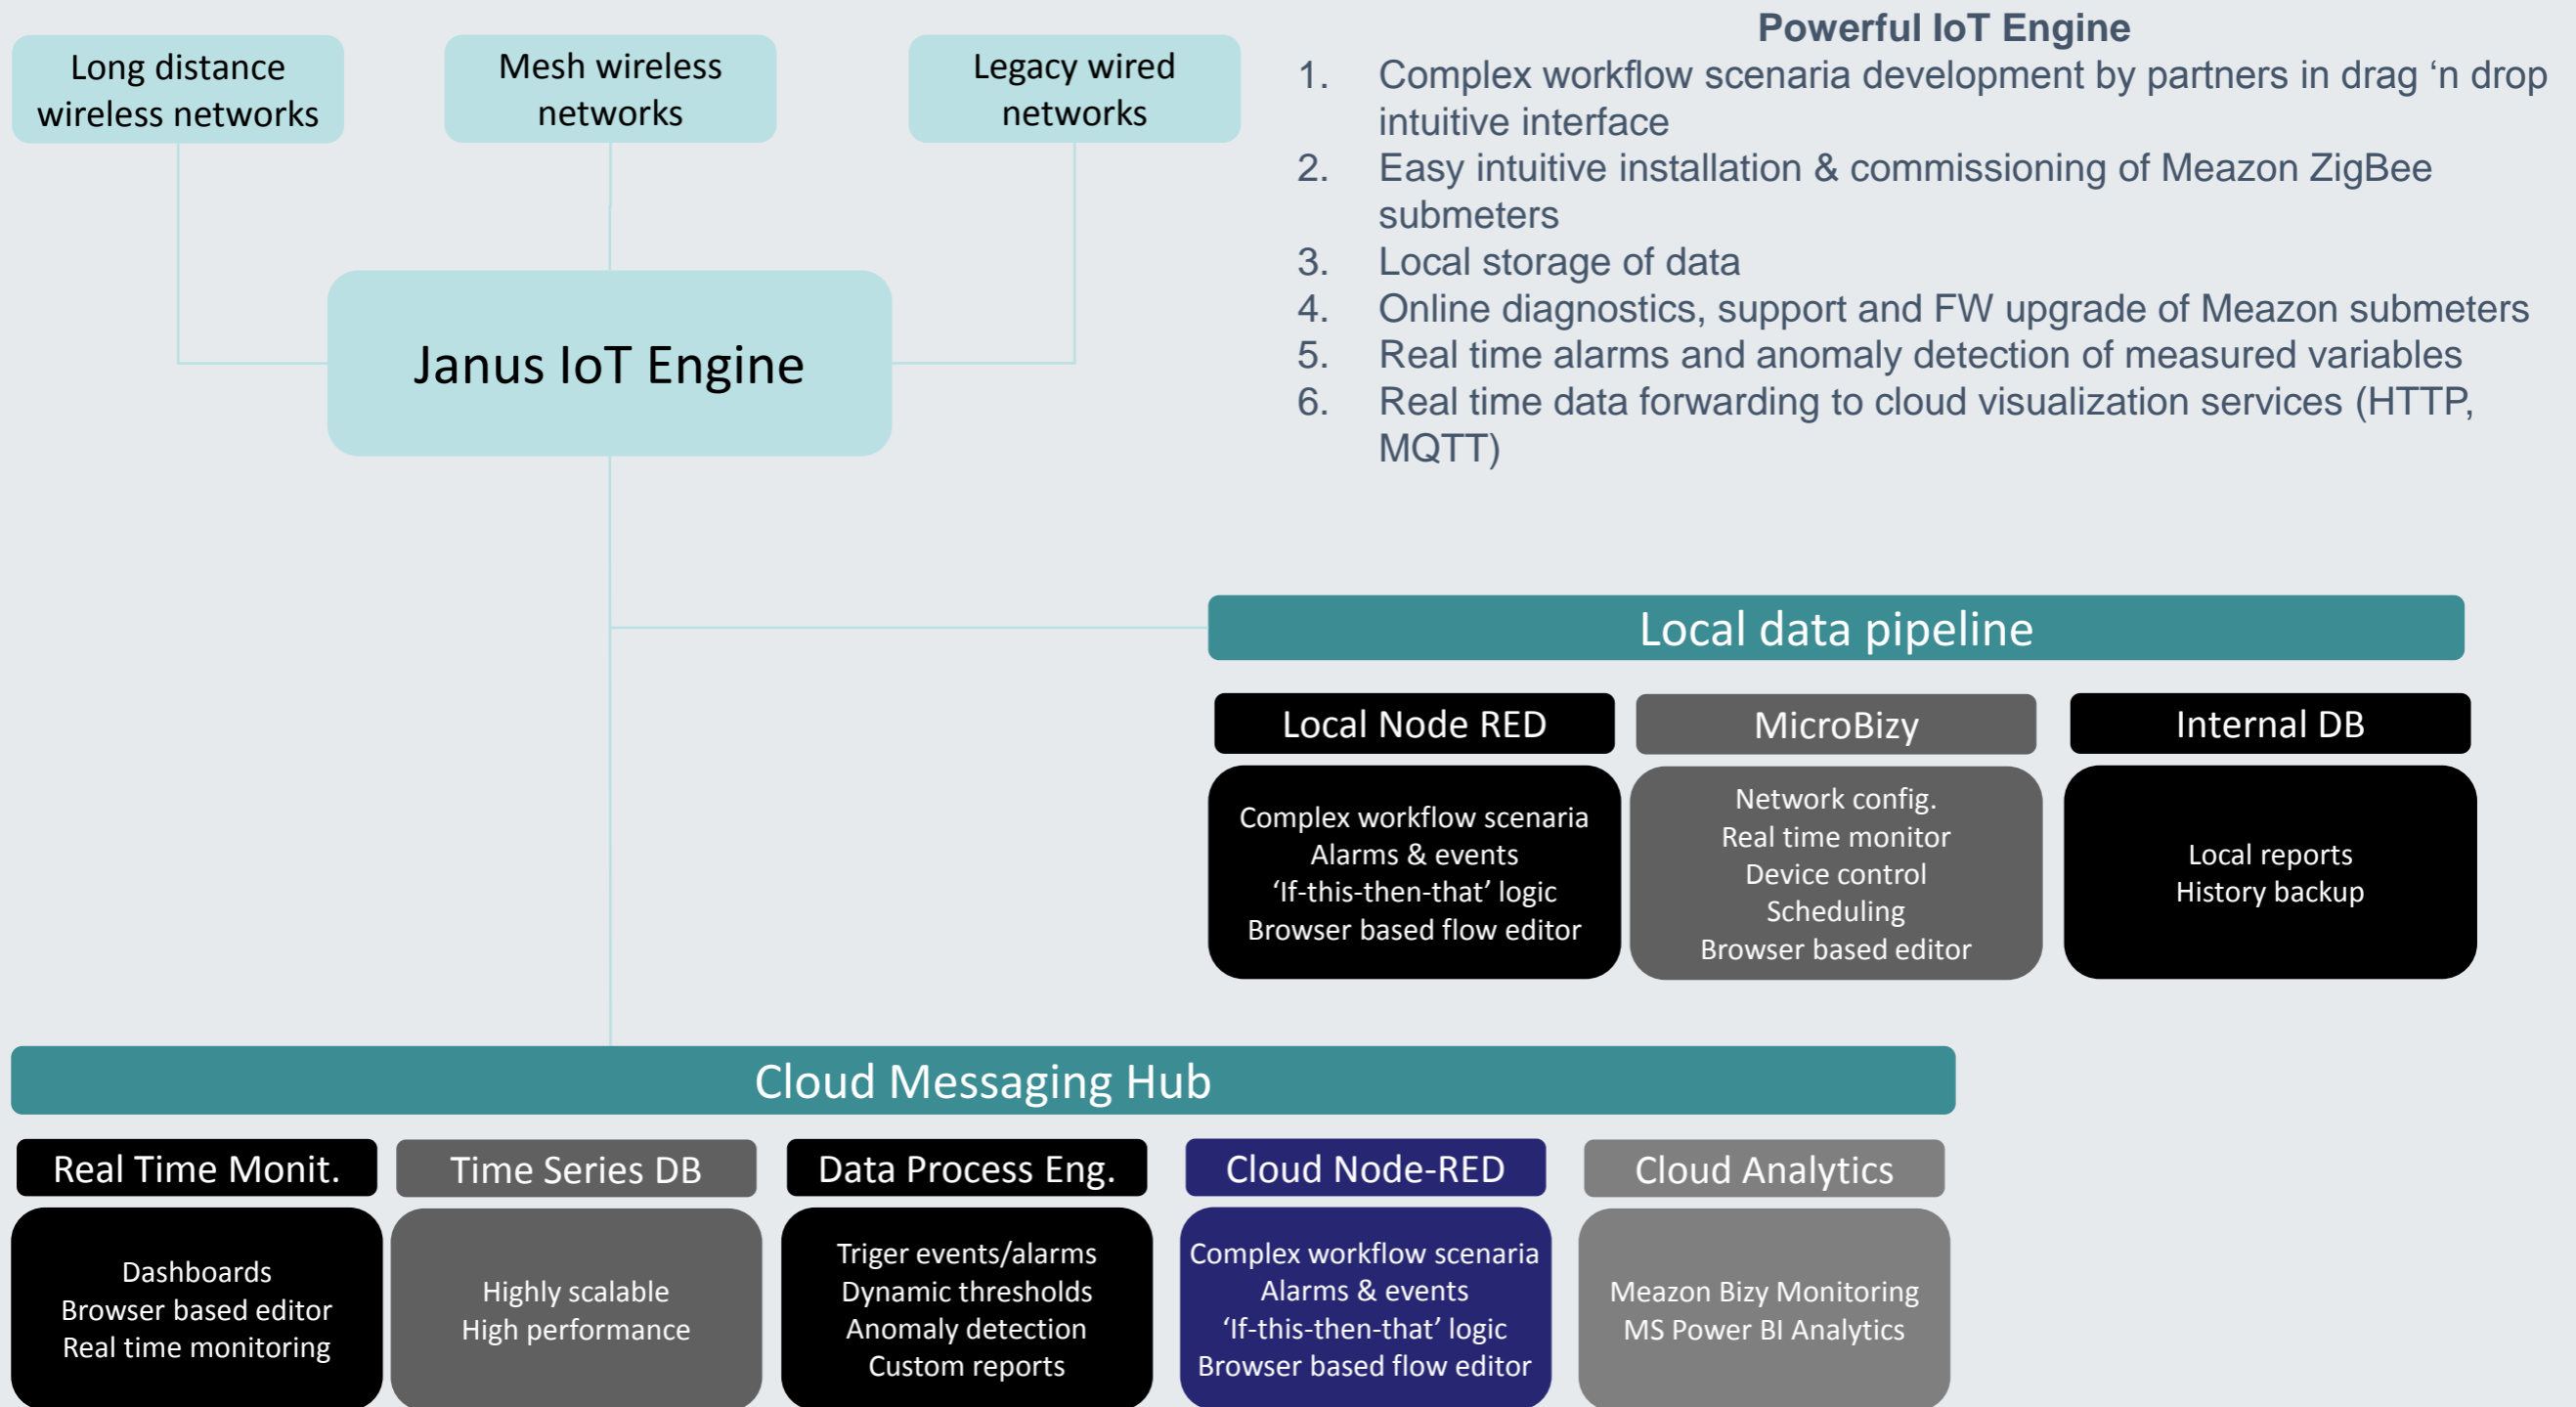 Long distance
wireless networks
Mesh wireless
networks
Legacy wired
networks
Janus IoT Engine
Powerful IoT Engine
1. Complex workflow scenaria development by partners in drag ‘n drop
intuitive interface
2. Easy intuitive installation & commissioning of Meazon ZigBee
submeters
3. Local storage of data
4. Online diagnostics, support and FW upgrade of Meazon submeters
5. Real time alarms and anomaly detection of measured variables
6. Real time data forwarding to cloud visualization services (HTTP,
MQTT)
Local data pipeline
Local Node RED
Complex workflow scenaria
Alarms & events
‘If-this-then-that’ logic
Browser based flow editor
MicroBizy
Network config.
Real time monitor
Device control
Scheduling
Browser based editor
Internal DB
Local reports
History backup
Cloud Messaging Hub
Real Time Monit.
Dashboards
Browser based editor
Real time monitoring
Time Series DB
Highly scalable
High performance
Data Process Eng.
Triger events/alarms
Dynamic thresholds
Anomaly detection
Custom reports
Cloud Node-RED
Complex workflow scenaria
Alarms & events
‘If-this-then-that’ logic
Browser based flow editor
Cloud Analytics
Meazon Bizy Monitoring
MS Power BI Analytics